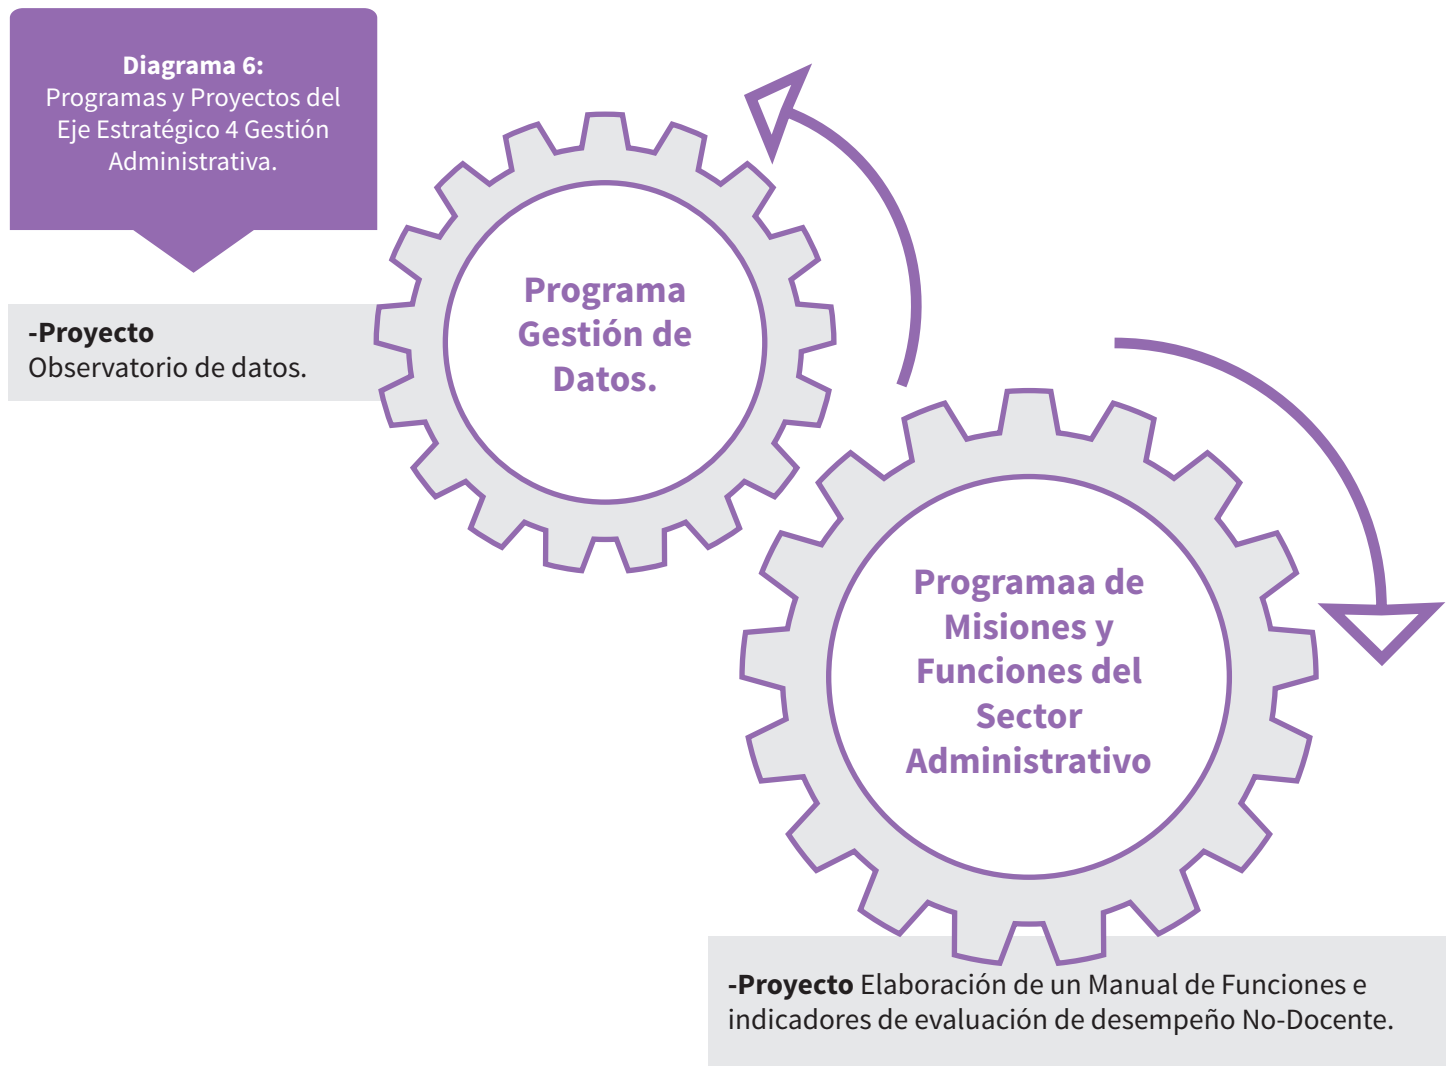 Diagrama 6:
Programas y Proyectos del
Eje Estratégico 4 Gestión
Administrativa.
-Proyecto
Observatorio de datos.
Programa
Gestión de
Datos.
Programaa de
Misiones y
Funciones del
Sector
Administrativo
-Proyecto Elaboración de un Manual de Funciones e
indicadores de evaluación de desempeño No-Docente.